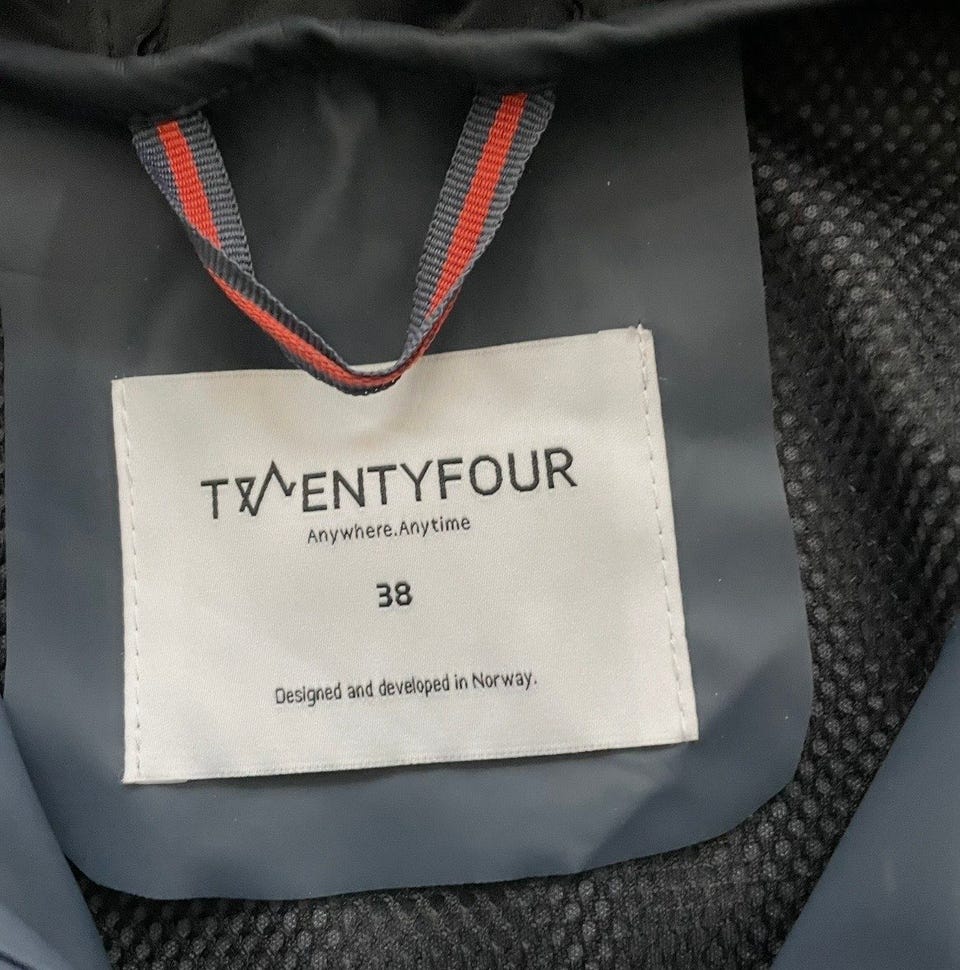 TWENTYFOUR
Anywhere.Anytime
38
Designed and developed in Norway.